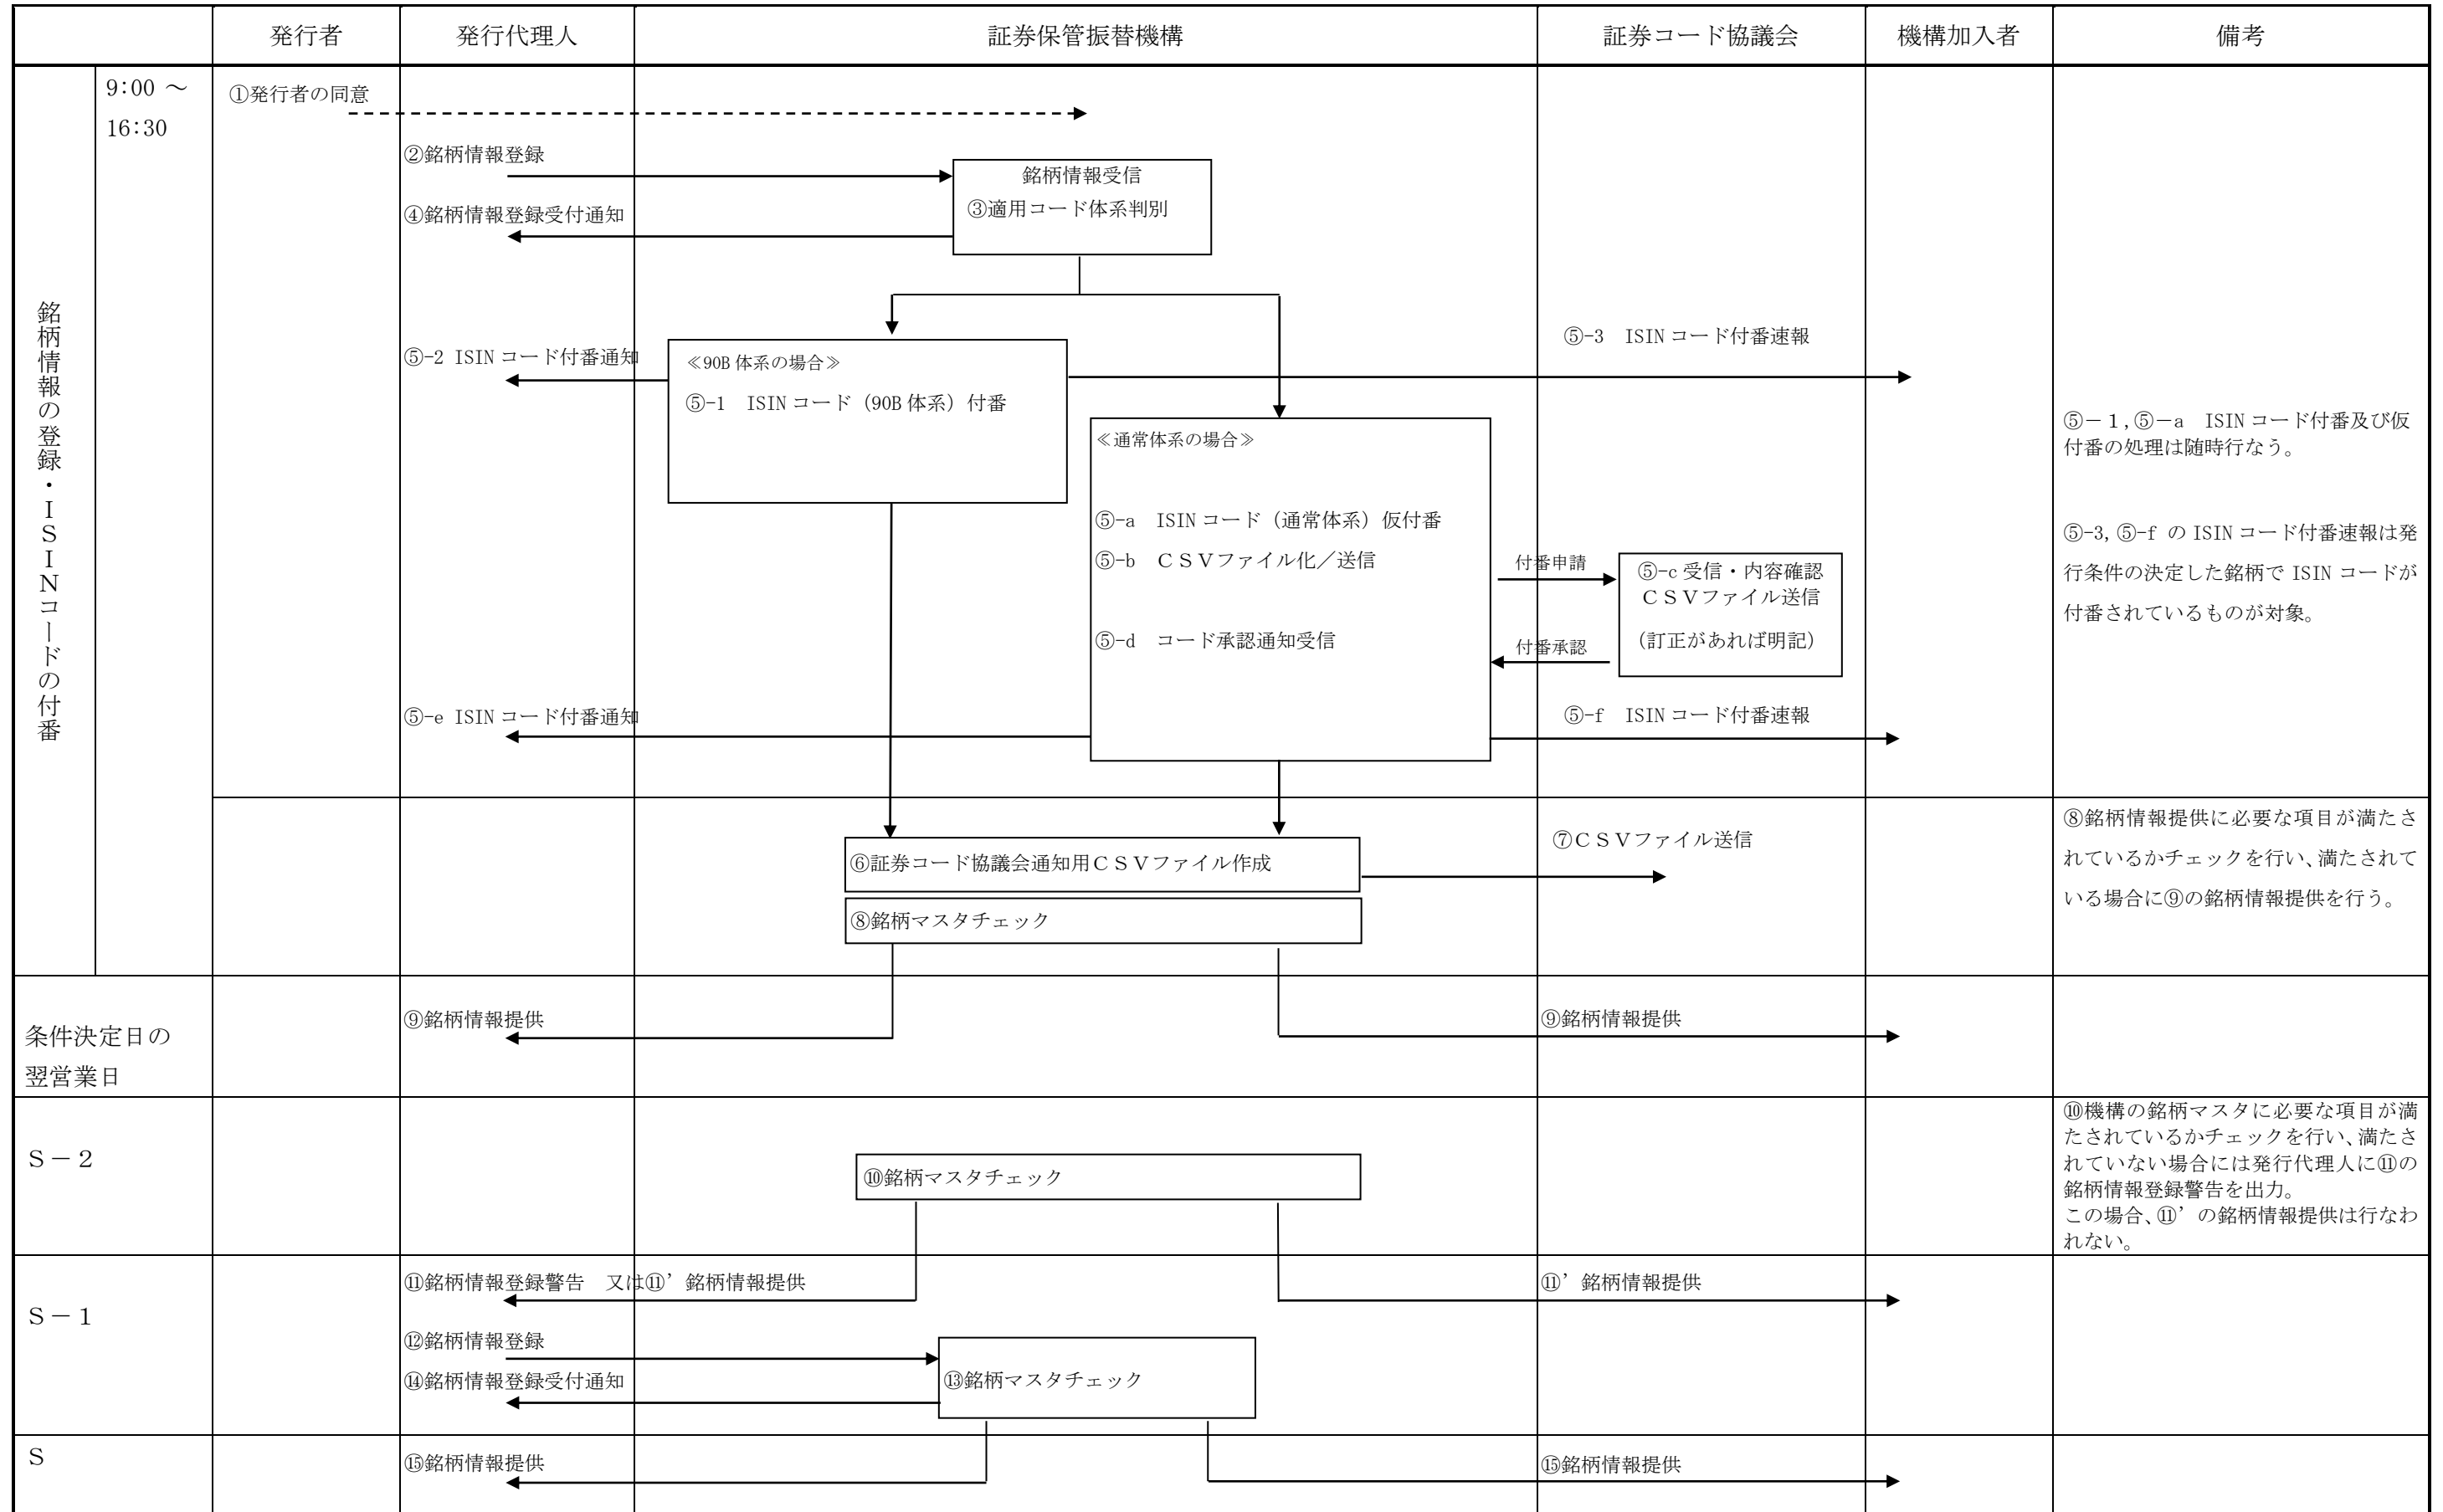 発行者
発行代理人
証券保管振替機構
証券コード協議会
機構加入者
備考
銘柄情報の登録・ＩＳＩＮコードの付番
9:00 ～
16:30
①発行者の同意
②銘柄情報登録
銘柄情報受信
③適用コード体系判別
④銘柄情報登録受付通知
⑤-2 ISIN コード付番通知
≪90B 体系の場合≫
⑤-1　ISIN コード（90B 体系）付番
⑤-3　ISIN コード付番速報
≪通常体系の場合≫
⑤-a　ISIN コード（通常体系）仮付番
⑤-b　ＣＳＶファイル化／送信
⑤-d　コード承認通知受信
付番申請
⑤-c 受信・内容確認
ＣＳＶファイル送信
(訂正があれば明記)
付番承認
⑤-e ISIN コード付番通知
⑤-f　ISIN コード付番速報
⑤－１,⑤－a　ISIN コード付番及び仮
付番の処理は随時行なう。
⑤-3,⑤-f の ISIN コード付番速報は発
行条件の決定した銘柄で ISIN コードが
付番されているものが対象。
⑥証券コード協議会通知用ＣＳＶファイル作成
⑦ＣＳＶファイル送信
⑧銘柄マスタチェック
⑧銘柄情報提供に必要な項目が満たさ
れているかチェックを行い、満たされて
いる場合に⑨の銘柄情報提供を行う。
条件決定日の
翌営業日
⑨銘柄情報提供
⑨銘柄情報提供
Ｓ－２
⑩銘柄マスタチェック
⑩機構の銘柄マスタに必要な項目が満
たされているかチェックを行い、満たさ
れていない場合には発行代理人に⑪の
銘柄情報登録警告を出力。
この場合、⑪’の銘柄情報提供は行なわ
れない。
Ｓ－１
⑪銘柄情報登録警告　又は⑪’銘柄情報提供
⑪’銘柄情報提供
⑫銘柄情報登録
⑬銘柄マスタチェック
⑭銘柄情報登録受付通知
Ｓ
⑮銘柄情報提供
⑮銘柄情報提供